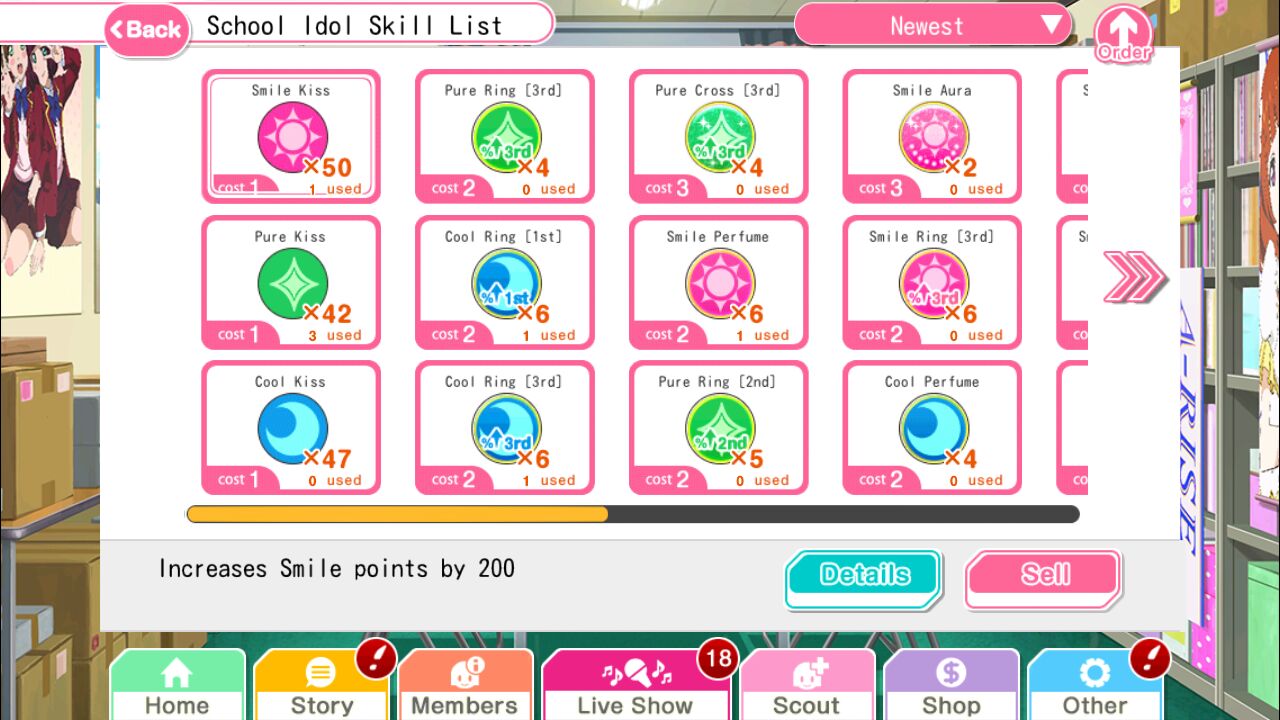 Back
School Idol Skill List
Newest
Order
Smile Kiss
×50
cost 1
1 used
Pure Ring [3rd]
%/3rd
×4
cost 2
0 used
Pure Cross [3rd]
%/3rd
×4
cost 3
0 used
Smile Aura
×2
cost 3
0 used
Pure Kiss
×42
cost 1
3 used
Cool Ring [1st]
%/1st
×6
cost 2
1 used
Smile Perfume
×6
cost 2
1 used
Smile Ring [3rd]
%/3rd
×6
cost 2
0 used
Cool Kiss
×47
cost 1
0 used
Cool Ring [3rd]
%/3rd
×6
cost 2
1 used
Pure Ring [2nd]
%/2nd
×5
cost 2
0 used
Cool Perfume
×4
cost 2
0 used
A-RISE
Increases Smile points by 200
Details
Sell
Home
Story
Members
Live Show
18
Scout
Shop
Other